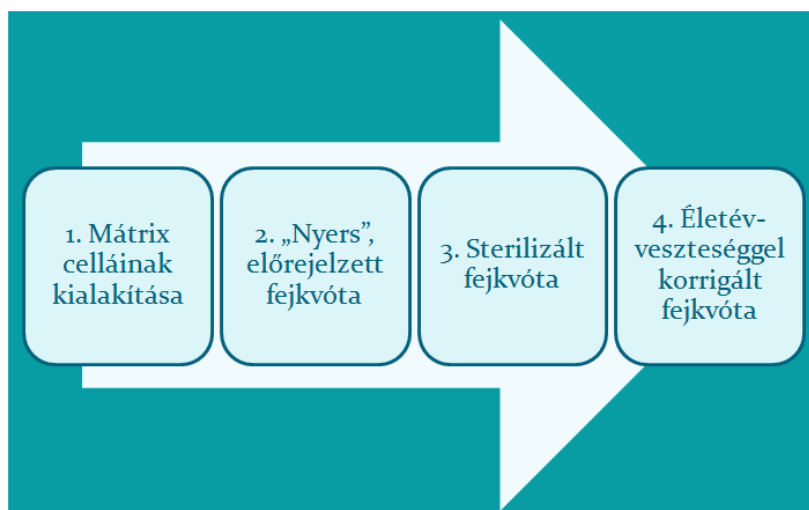 1. Mátrix
celláinak
kialakítása
2. „Nyers”,
előrejelzett
fejkvóta
3. Sterilizált
fejkvóta
4. Életév-
veszteséggel
korrigált
fejkvóta